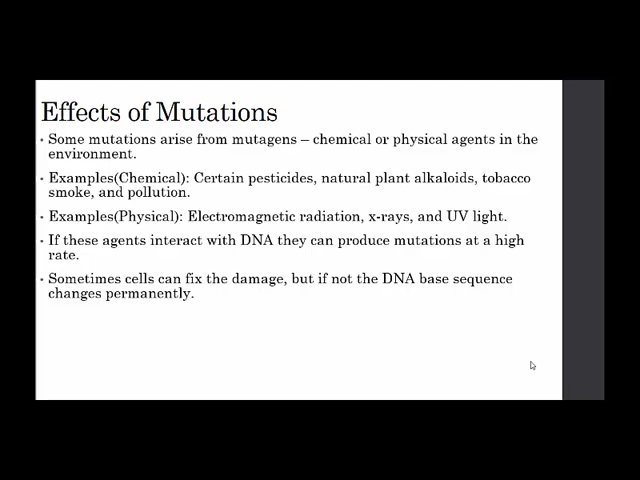 Effects of Mutations
• Some mutations arise from mutagens – chemical or physical agents in the
environment.
• Examples(Chemical): Certain pesticides, natural plant alkaloids, tobacco
smoke, and pollution.
• Examples(Physical): Electromagnetic radiation, x-rays, and UV light.
• If these agents interact with DNA they can produce mutations at a high
rate.
• Sometimes cells can fix the damage, but if not the DNA base sequence
changes permanently.